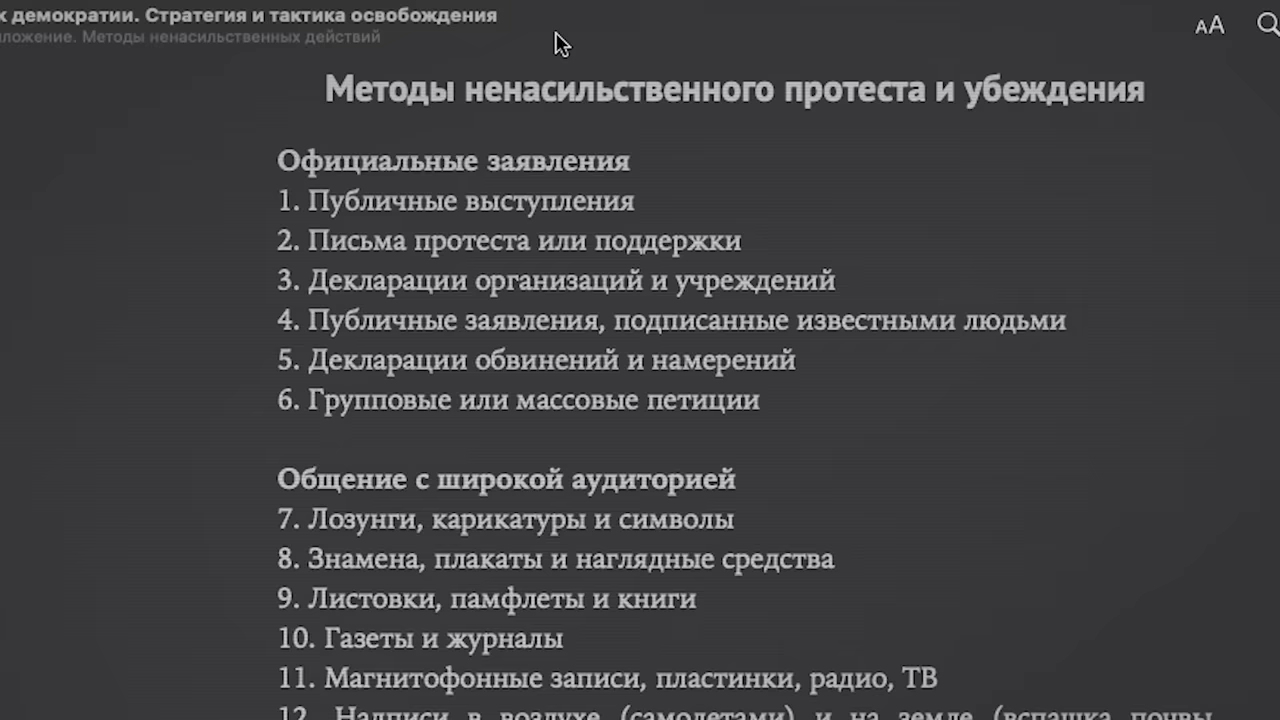 к демократии. Стратегия и тактика освобождения
Методы ненасильственных действий
AA
Методы ненасильственного протеста и убеждения
Официальные заявления
1. Публичные выступления
2. Письма протеста или поддержки
3. Декларации организаций и учреждений
4. Публичные заявления, подписанные известными людьми
5. Декларации обвинений и намерений
6. Групповые или массовые петиции
Общение с широкой аудиторией
7. Лозунги, карикатуры и символы
8. Знамена, плакаты и наглядные средства
9. Листовки, памфлеты и книги
10. Газеты и журналы
11. Магнитофонные записи, пластинки, радио, ТВ
12. Надписи в воздухе (самолетами) и на земле (вспашка почвы,